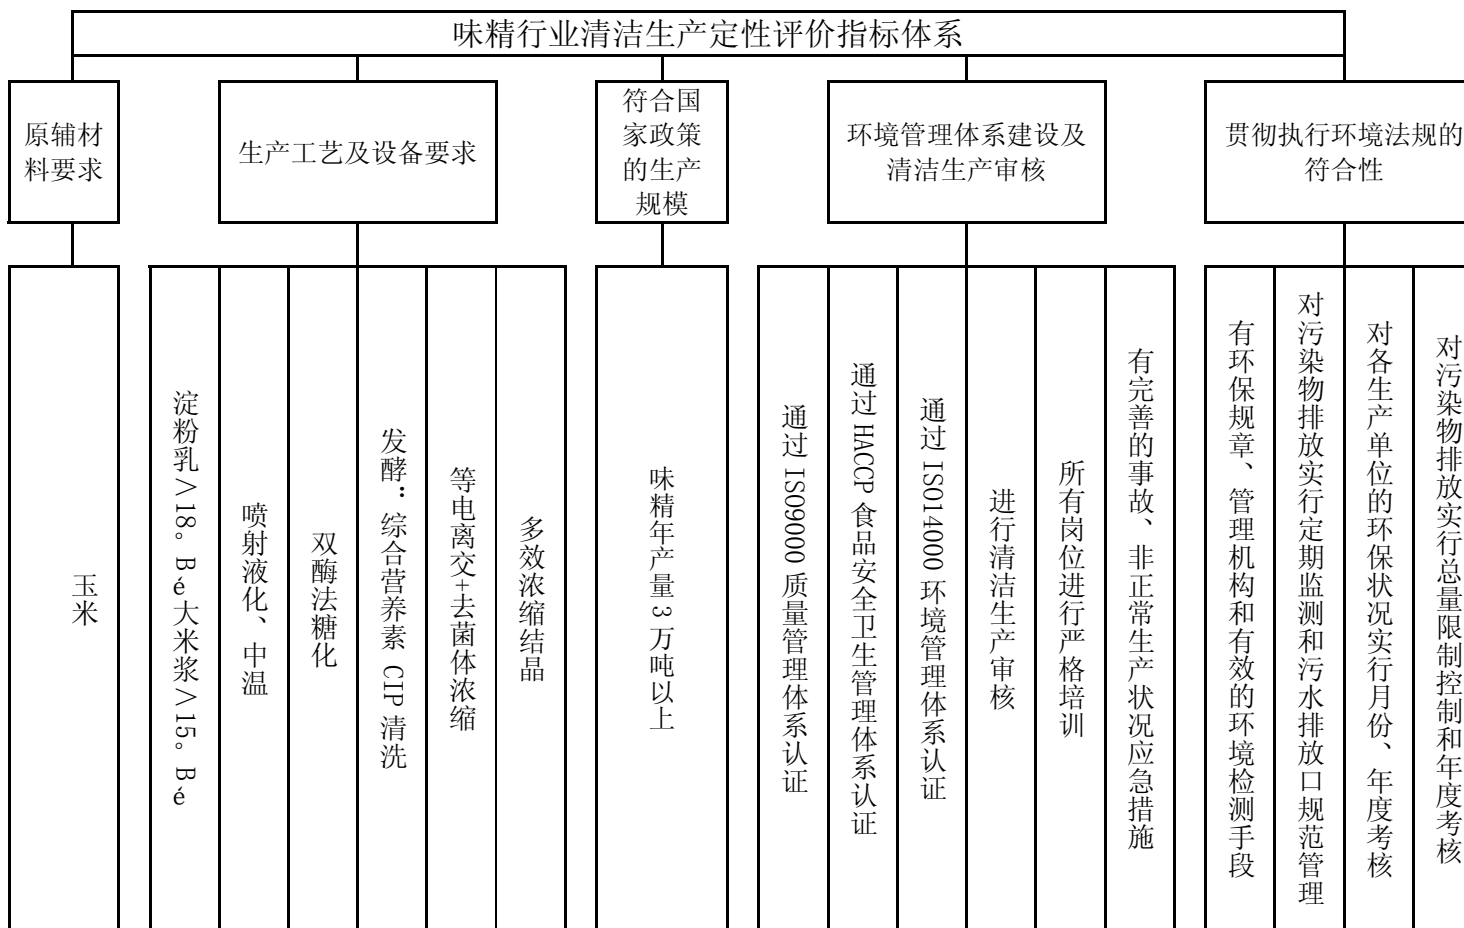 味精行业清洁生产定性评价指标体系
原辅材
料要求
生产工艺及设备要求
符合国
家政策
的生产
规模
环境管理体系建设及
清洁生产审核
贯彻执行环境法规的
符合性
玉米
淀粉乳>18。Bé大米浆>15。Bé
喷射液化、中温
双酶法糖化
发酵：综合营养素 CIP 清洗
等电离交+去菌体浓缩
多效浓缩结晶
味精年产量 3 万吨以上
通过 ISO9000 质量管理体系认证
通过 HACCP 食品安全卫生管理体系认证
通过 ISO14000 环境管理体系认证
进行清洁生产审核
所有岗位进行严格培训
有完善的事故、非正常生产状况应急措施
有环保规章、管理机构和有效的环境检测手段
对污染物排放实行定期监测和污水排放口规范管理
对各生产单位的环保状况实行月份、年度考核
对污染物排放实行总量限制控制和年度考核